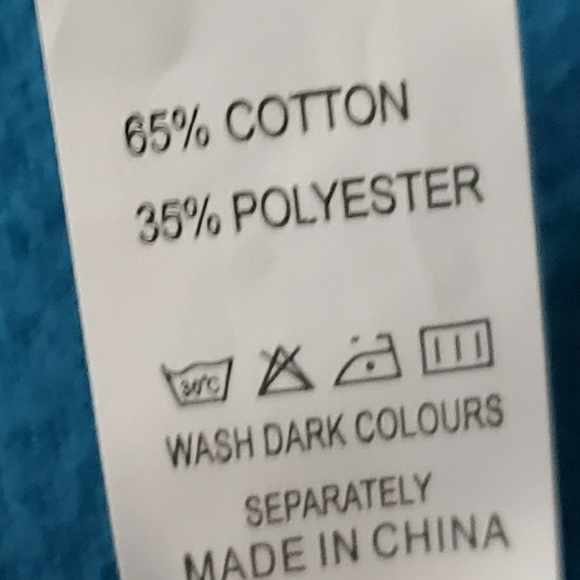 65% COTTON
35% POLYESTER
30°C
WASH DARK COLOURS
SEPARATELY
MADE IN CHINA